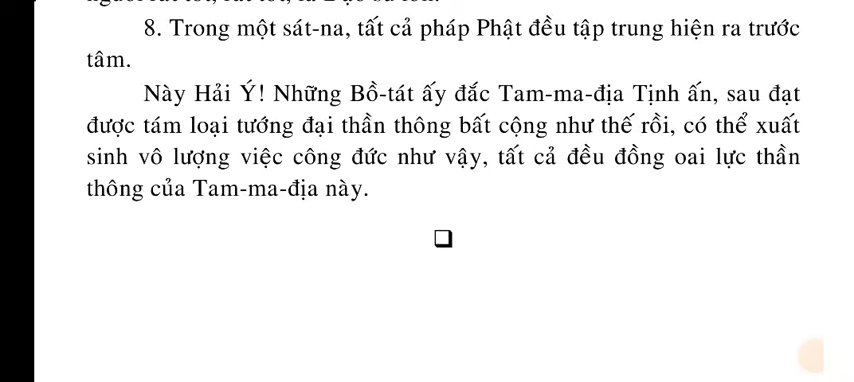 8. Trong một sát-na, tất cả pháp Phật đều tập trung hiện ra trước
tâm.
Này Hải Ý! Những Bồ-tát ấy đắc Tam-ma-địa Tịnh ấn, sau đạt
được tám loại tướng đại thần thông bất cộng như thế rồi, có thể xuất
sinh vô lượng việc công đức như vậy, tất cả đều đồng oai lực thần
thông của Tam-ma-địa này.